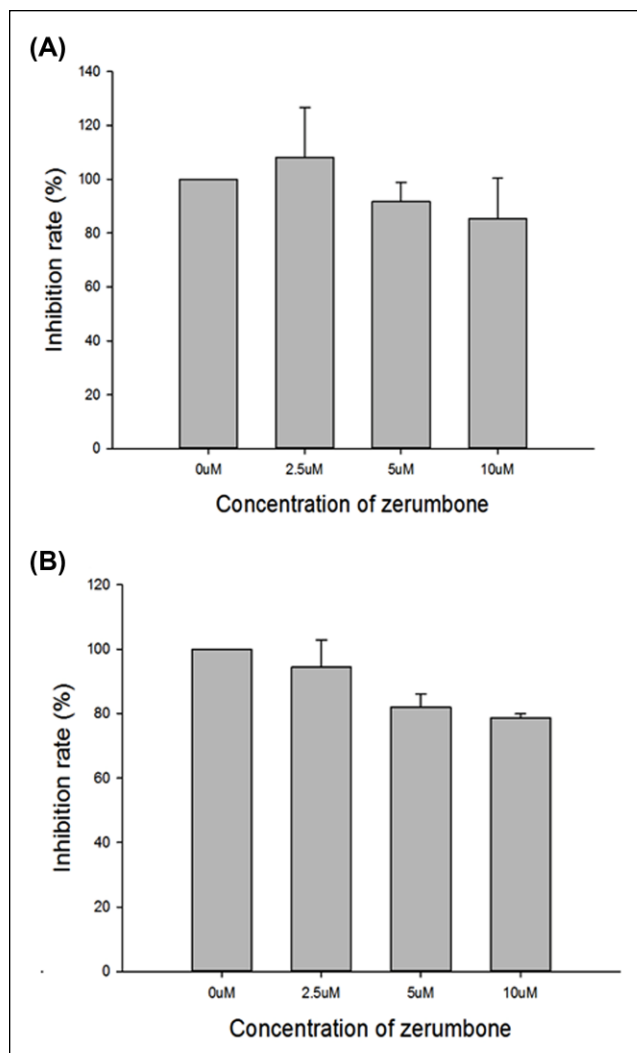 (A)
140
120
100
80
60
40
20
0
Inhibition rate (%)
0uM 2.5uM 5uM 10uM
Concentration of zerumbone
(B)
120
100
80
60
40
20
0
Inhibition rate (%)
0uM 2.5uM 5uM 10uM
Concentration of zerumbone